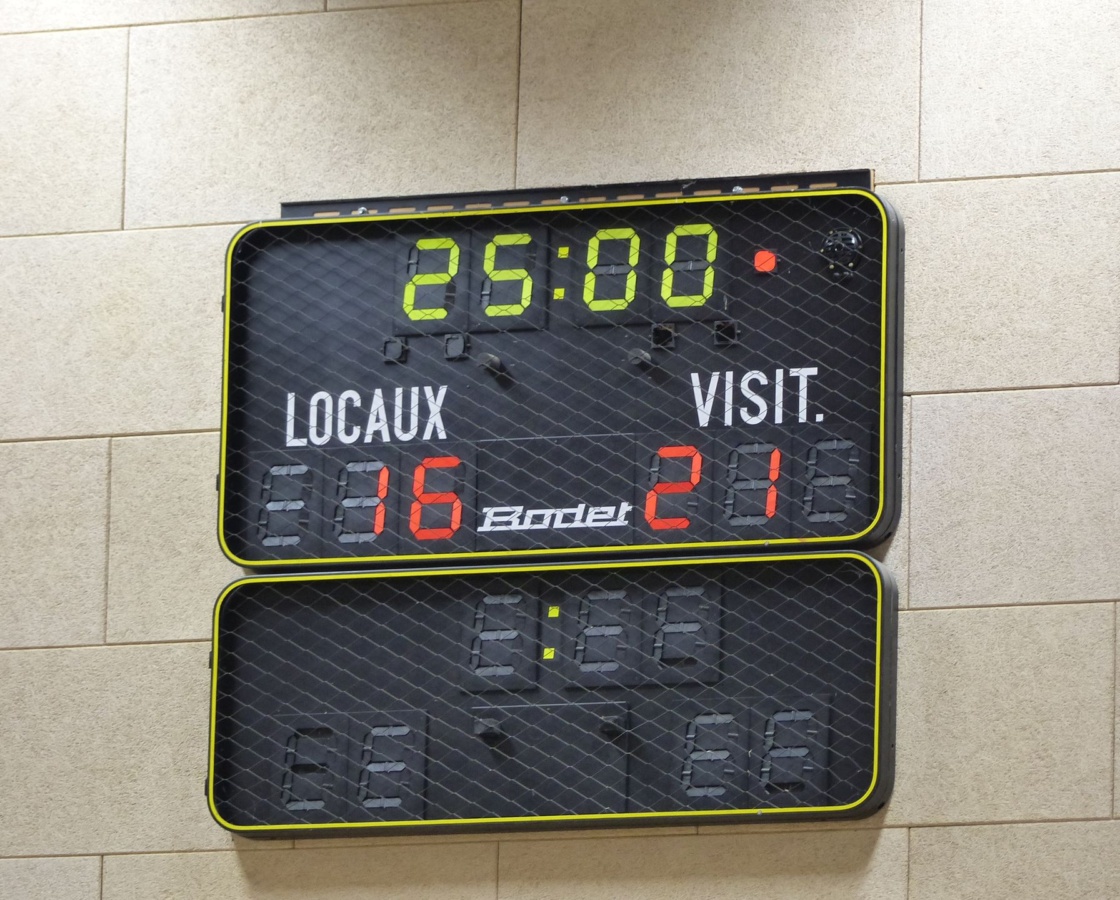 25:00
LOCAUX VISIT.
16 Bodet 21
: